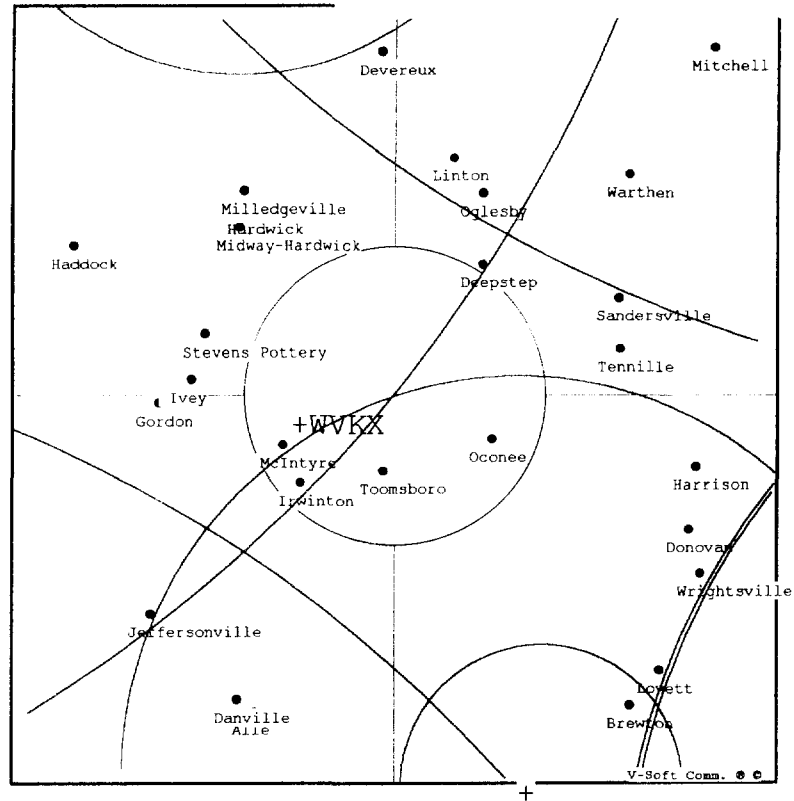 Devereux
Mitchell
Linton
Warthen
Milledgeville
Oglesby
Hardwick
Midway-Hardwick
Haddock
Deepstep
Sandersville
Stevens Pottery
Tennille
Ivey
Gordon
+WVKX
McIntyre
Oconee
Toomsboro
Harrison
Irwinton
Donovan
Wrightsville
Jeffersonville
Lovett
Danville
Brewton
V-Soft Comm. ® ©
+